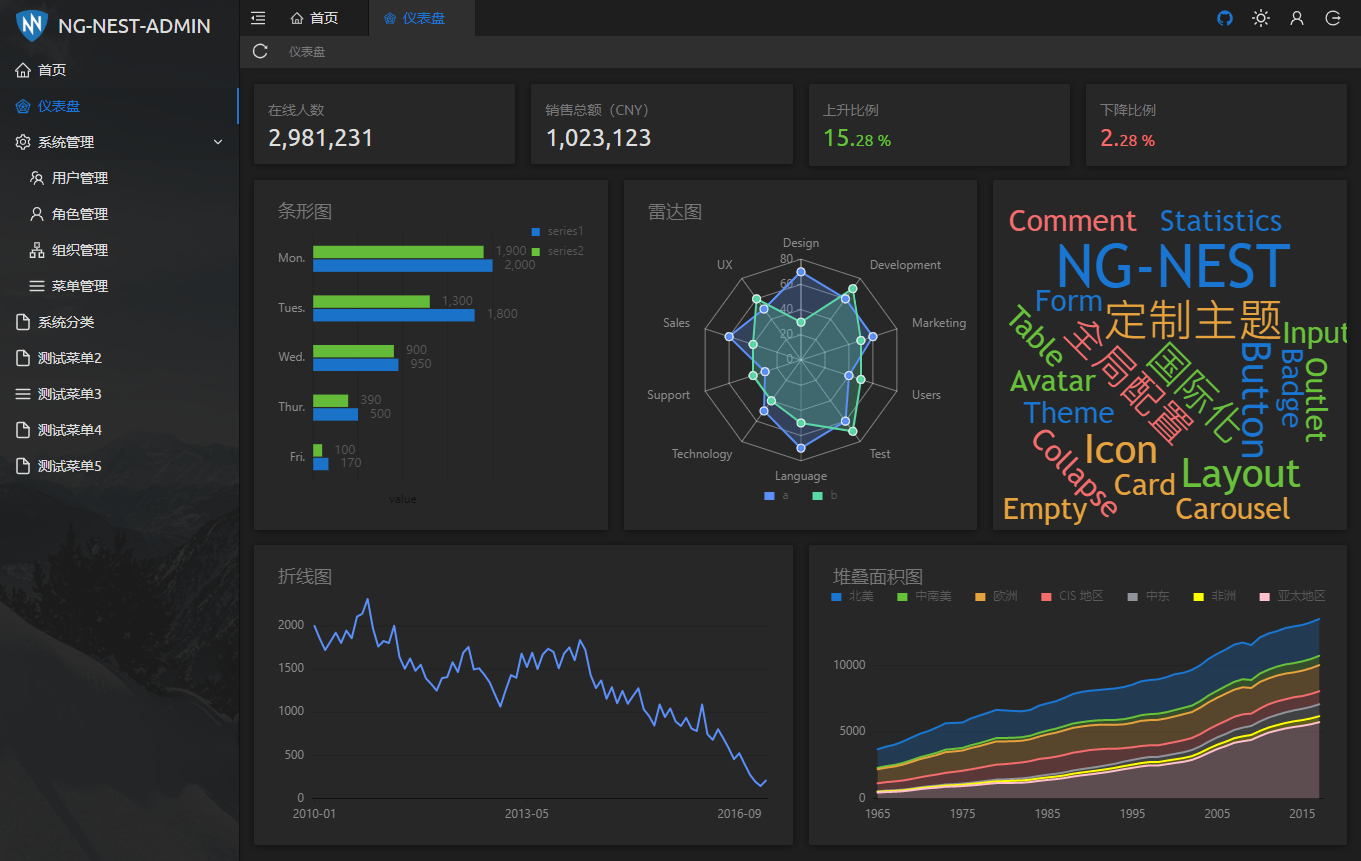 NG-NEST-ADMIN
首页
仪表盘
系统管理
用户管理
角色管理
组织管理
菜单管理
系统分类
测试菜单2
测试菜单3
测试菜单4
测试菜单5
首页
仪表盘
仪表盘
在线人数
2,981,231
销售总额（CNY）
1,023,123
上升比例
15.28 %
下降比例
2.28 %
条形图
series1
series2
Mon.
1,900
2,000
Tues.
1,300
1,800
Wed.
900
950
Thur.
390
500
Fri.
100
170
value
雷达图
Design
Development
Marketing
Users
Test
Language
Technology
Support
Sales
UX
80
60
40
20
0
a
b
Comment
Statistics
NG-NEST
Form
定制主题
Table
全局配置
国际化
Input
Button
Badge
Outlet
Avatar
Theme
Icon
Collapse
Card
Layout
Empty
Carousel
折线图
2000
1500
1000
500
0
2010-01
2013-05
2016-09
堆叠面积图
北美
中南美
欧洲
CIS 地区
中东
非洲
亚太地区
10000
5000
0
1965
1975
1985
1995
2005
2015